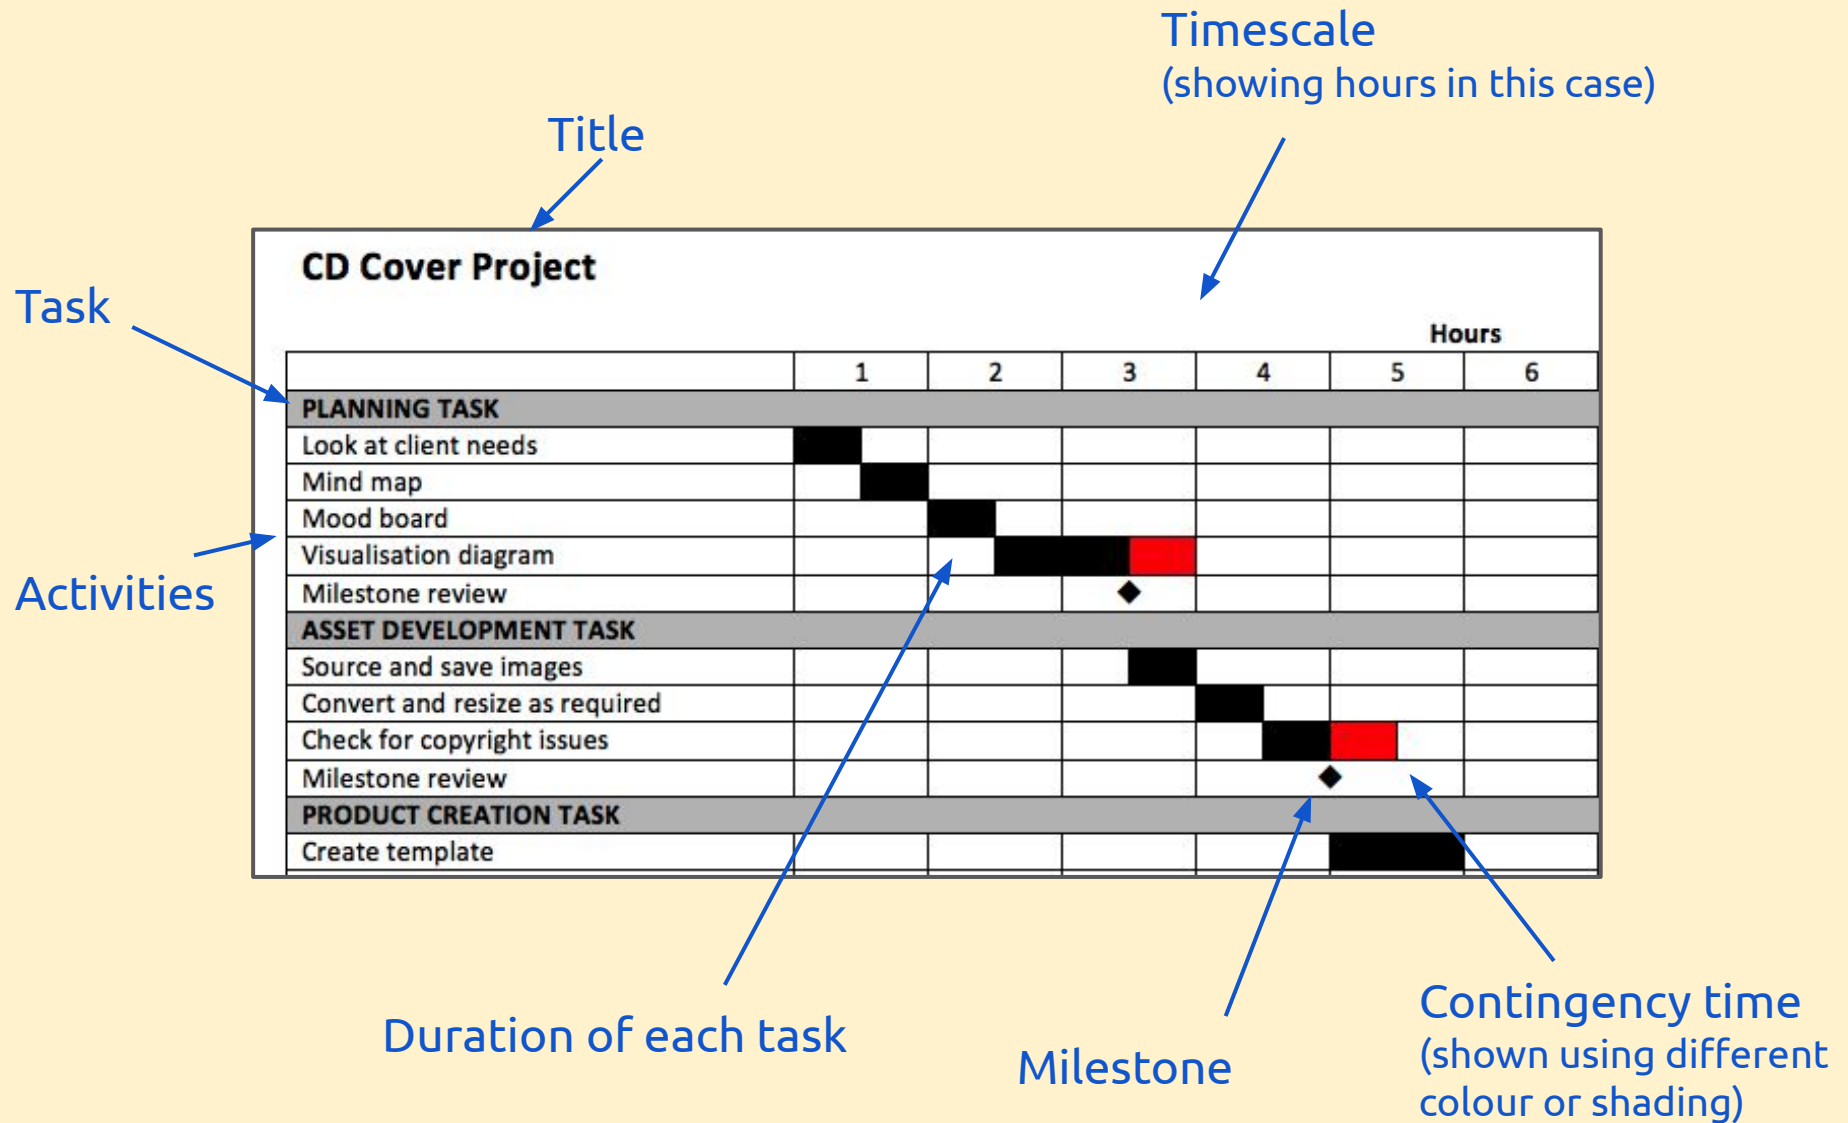 Timescale
(showing hours in this case)
Title
Task
Activities
CD Cover Project
Hours
1 2 3 4 5 6
PLANNING TASK
Look at client needs
Mind map
Mood board
Visualisation diagram
Milestone review
ASSET DEVELOPMENT TASK
Source and save images
Convert and resize as required
Check for copyright issues
Milestone review
PRODUCT CREATION TASK
Create template
Duration of each task
Milestone
Contingency time
(shown using different
colour or shading)